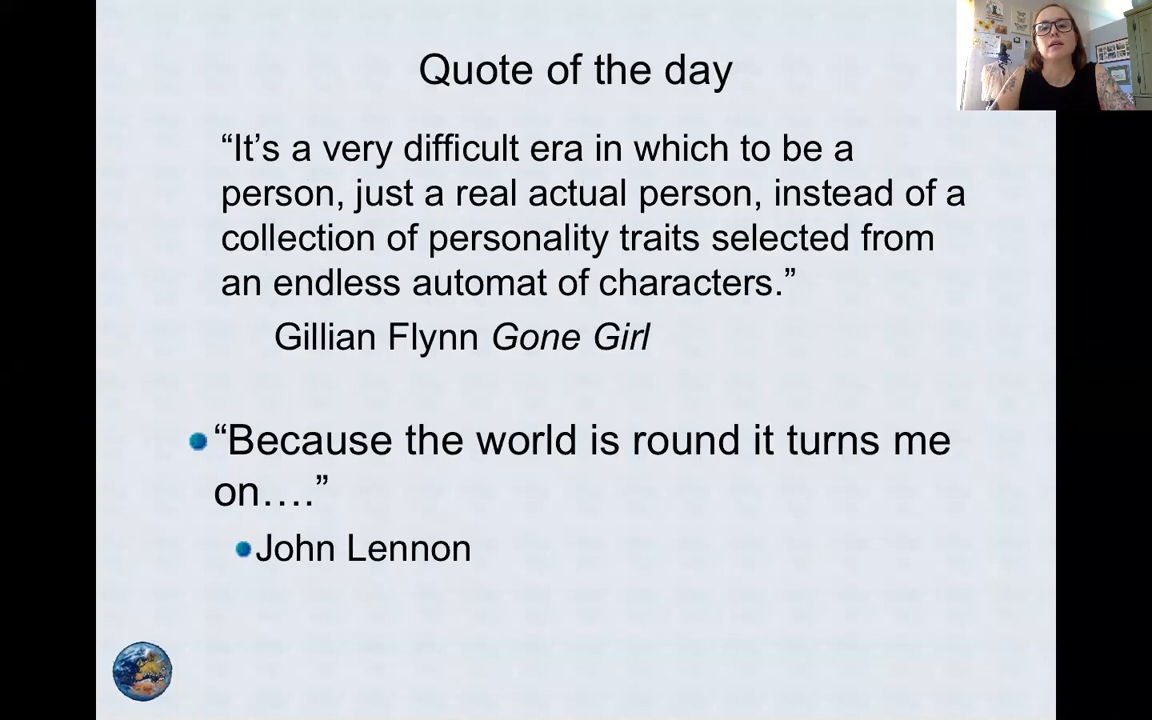 Quote of the day
“It’s a very difficult era in which to be a
person, just a real actual person, instead of a
collection of personality traits selected from
an endless automat of characters.”
Gillian Flynn Gone Girl
“Because the world is round it turns me
on….”
John Lennon